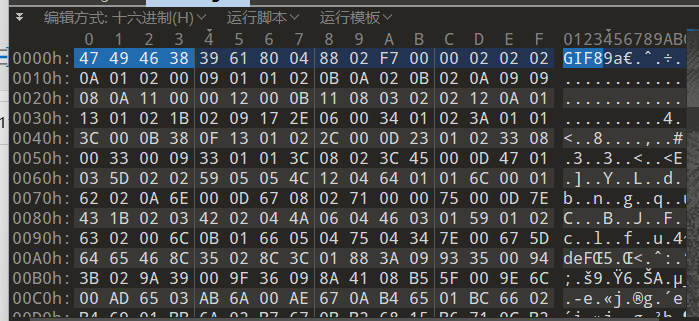 编辑方式: 十六进制(H) 运行脚本 运行模板
0 1 2 3 4 5 6 7 8 9 A B C D E F 0123456789ABC
0000h: 47 49 46 38 39 61 80 04 88 02 F7 00 00 02 02 02 GIF89a€.ˆ.÷.
0010h: 0A 01 02 00 09 01 01 02 0B 0A 02 0B 02 0A 09 09 .............
0020h: 08 0A 11 00 00 12 00 0B 11 08 03 02 02 12 0A 01 .............
0030h: 13 01 02 1B 02 09 17 2E 06 00 34 01 02 3A 01 01 ..........4.
0040h: 3C 00 0B 38 0F 13 01 02 2C 00 0D 23 01 02 33 08 <..8....,..#
0050h: 00 33 00 09 33 01 01 3C 08 02 3C 45 00 0D 47 01 .3..3..<..<E
0060h: 03 5D 02 02 59 05 05 4C 12 04 64 01 01 6C 00 01 .]..Y..L..d.
0070h: 62 02 0A 6E 00 0D 67 08 02 71 00 00 75 00 0D 7E b..n..g..q..u
0080h: 43 1B 02 03 42 02 04 4A 06 04 46 03 01 59 01 02 C...B..J..F..
0090h: 63 02 00 6C 0B 01 66 05 04 75 04 34 7E 00 67 5D c..l..f..u.4~
00A0h: 64 65 46 8C 35 02 8C 3C 01 88 3A 09 93 35 00 94 deFŒ5.Œ<.ˆ:.
00B0h: 3B 02 9A 39 00 9F 36 09 8A 41 08 B5 5F 00 9E 6C ;.š9.Ÿ6.ŠA.µ_
00C0h: 00 AD 65 03 AB 6A 00 AE 67 0A B4 65 01 BC 66 02 .-e.«j.®g.´e